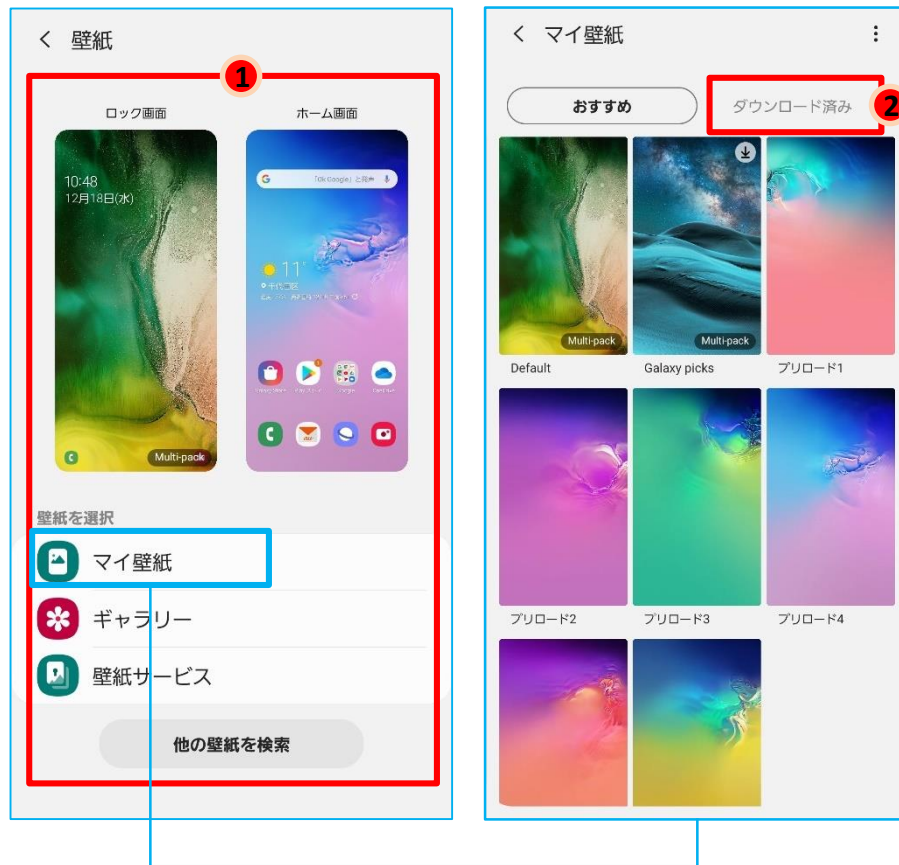 壁紙
1
ロック画面
ホーム画面
10:48
12月18日(水)
「Ok Google」と発声
11°
Multi-pack
壁紙を選択
マイ壁紙
ギャラリー
壁紙サービス
他の壁紙を検索
マイ壁紙
おすすめ
ダウンロード済み
2
Multi-pack
Multi-pack
Default
Galaxy picks
プリロード1
プリロード2
プリロード3
プリロード4